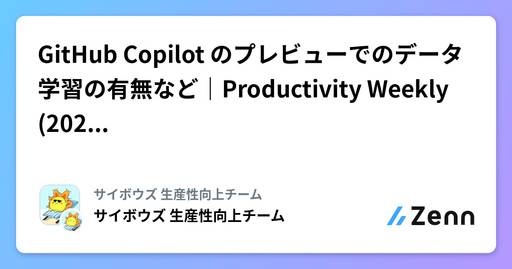 GitHub Copilot のプレビューでのデータ
学習の有無など｜Productivity Weekly
(202...
サイボウズ 生産性向上チーム
サイボウズ 生産性向上チーム
Zenn